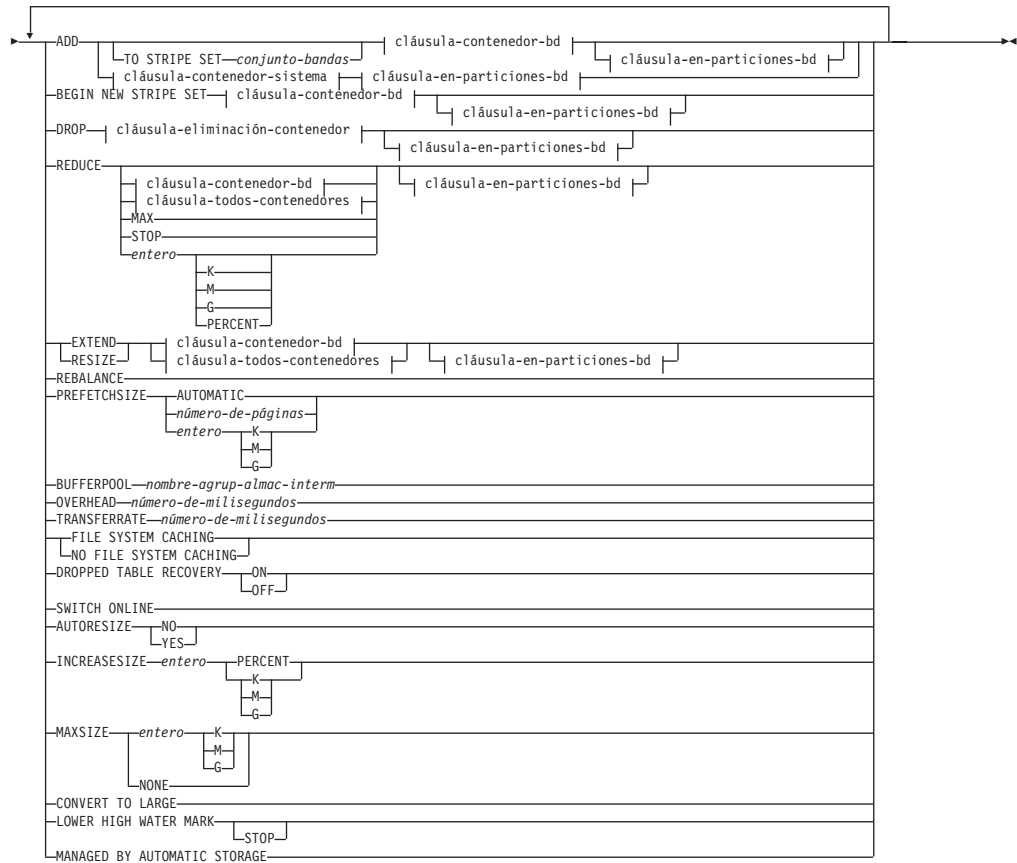 ADD cláusula-contenedor-bd
TO STRIPE SET conjunto-bandas cláusula-en-particiones-bd
cláusula-contenedor-sistema cláusula-en-particiones-bd
BEGIN NEW STRIPE SET cláusula-contenedor-bd
cláusula-en-particiones-bd
DROP cláusula-eliminación-contenedor
cláusula-en-particiones-bd
REDUCE
cláusula-contenedor-bd cláusula-en-particiones-bd
cláusula-todos-contenedores
MAX
STOP
entero
K
M
G
PERCENT
EXTEND cláusula-contenedor-bd
RESIZE cláusula-todos-contenedores cláusula-en-particiones-bd
REBALANCE
PREFETCHSIZE AUTOMATIC
número-de-páginas
entero K
M
G
BUFFERPOOL nombre-agrup-almac-interm
OVERHEAD número-de-milisegundos
TRANSFERRATE número-de-milisegundos
FILE SYSTEM CACHING
NO FILE SYSTEM CACHING
DROPPED TABLE RECOVERY ON
OFF
SWITCH ONLINE
AUTORESIZE NO
YES
INCREASESIZE entero PERCENT
K
M
G
MAXSIZE entero K
M
G
NONE
CONVERT TO LARGE
LOWER HIGH WATER MARK
STOP
MANAGED BY AUTOMATIC STORAGE